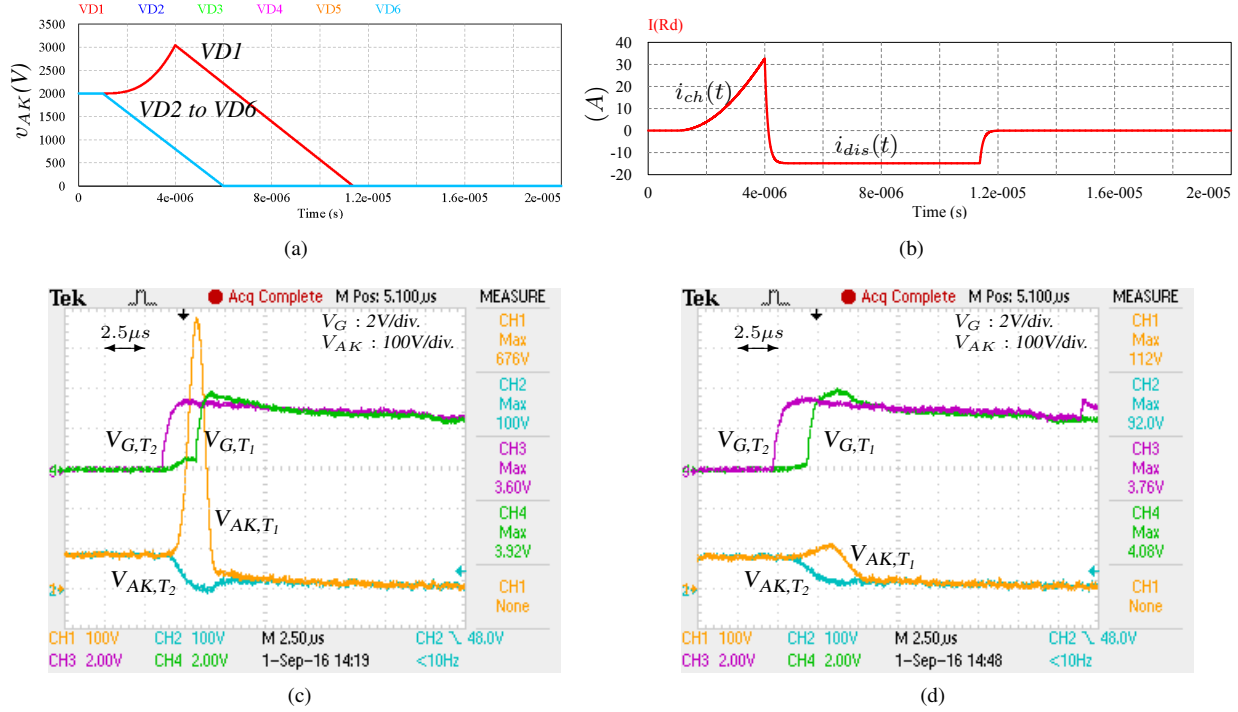 VD1 VD2 VD3 VD4 VD5 VD6
v_AK(V)
3500
3000
2500
2000
1500
1000
500
0
VD1
VD2 to VD6
4e-006 8e-006 1.2e-005 1.6e-005 2e-005
Time (s)
(a)
I(Rd)
(A)
40
30
20
10
0
-10
-20
i_ch(t)
i_dis(t)
0 4e-006 8e-006 1.2e-005 1.6e-005 2e-005
Time (s)
(b)
Tek Acq Complete M Pos: 5.100µs MEASURE
2.5µs
V_G : 2V/div.
V_AK : 100V/div.
CH1
Max
676V
CH2
Max
100V
CH3
Max
3.60V
CH4
Max
3.92V
CH1
None
V_G,T2
V_G,T1
V_AK,T1
V_AK,T2
CH1 100V CH2 100V M 2.50µs CH2 48.0V
CH3 2.00V CH4 2.00V 1-Sep-16 14:19 <10Hz
(c)
Tek Acq Complete M Pos: 5.100µs MEASURE
2.5µs
V_G : 2V/div.
V_AK : 100V/div.
CH1
Max
112V
CH2
Max
92.0V
CH3
Max
3.76V
CH4
Max
4.08V
CH1
None
V_G,T2
V_G,T1
V_AK,T1
V_AK,T2
CH1 100V CH2 100V M 2.50µs CH2 48.0V
CH3 2.00V CH4 2.00V 1-Sep-16 14:48 <10Hz
(d)